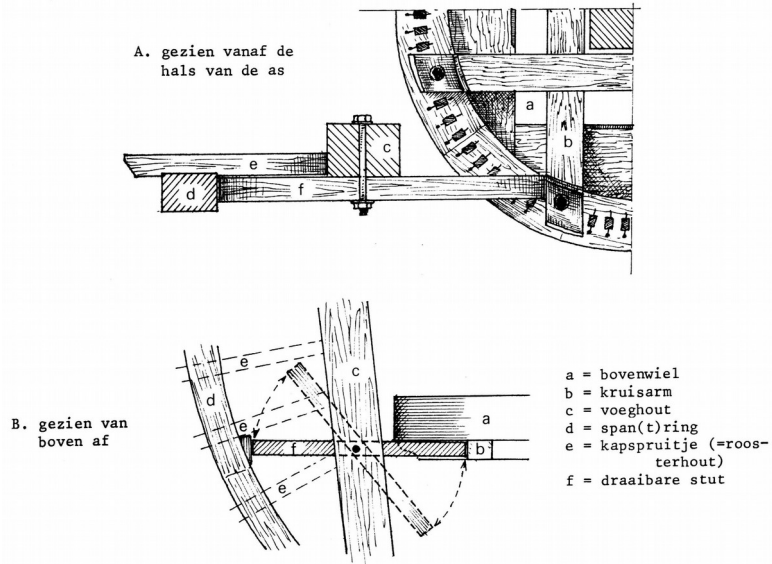 A. gezien vanaf de
hals van de as
a
b
c
e
d
f
B. gezien van
boven af
e
c
d
a
e
f
b
e
a = bovenwiel
b = kruisarm
c = voeghout
d = span(t)ring
e = kapspruitje (=roos-
terhout)
f = draaibare stut